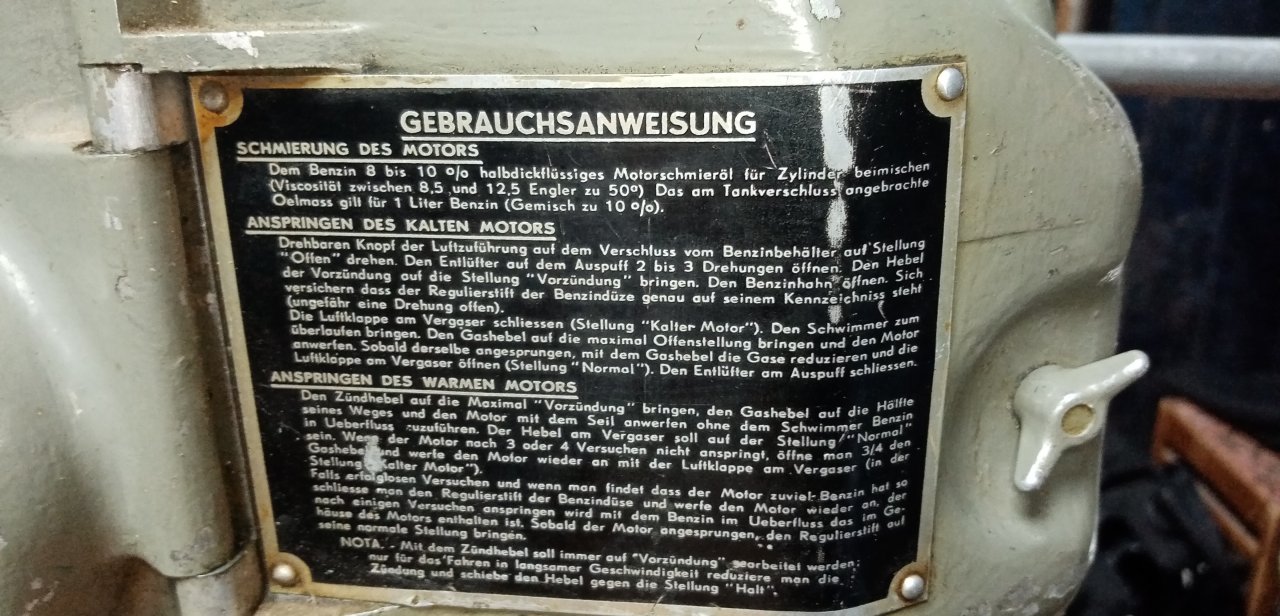 GEBRAUCHSANWEISUNG
SCHMIERUNG DES MOTORS
Dem Benzin 8 bis 10 % halbdickflüssiges Motorschmieröl für Zylinder beimischen
(Viscosität zwischen 8,5 und 12,5 Engler zu 50°) Das am Tankverschluss angebrachte
Oelmass gill für 1 Liter Benzin (Gemisch zu 10 %).
ANSPRINGEN DES KALTEN MOTORS
Drehbaren Knopf der Luftzuführung auf dem Verschluss vom Benzinbehälter auf Stellung
"Offen" drehen. Den Entlüfter auf dem Auspuff 2 bis 3 Drehungen öffnen. Den Hebel
der Vorzündung auf die Stellung "Vorzündung" bringen. Den Benzinhahn öffnen. Sich
versichern dass der Regulierstift der Benzindüze genau auf seinem Kennzeichniss steht
(ungefähr eine Drehung offen).
Die Luftklappe am Vergaser schliessen (Stellung "Kalter Motor"). Den Schwimmer zum
überlaufen bringen. Den Gashebel auf die maximal Offenstellung bringen und den Motor
anwerfen. Sobald derselbe angesprungen, mit dem Gashebel die Gase reduzieren und die
Luftklappe am Vergaser öffnen (Stellung "Normal"). Den Entlüfter am Auspuff schliessen.
ANSPRINGEN DES WARMEN MOTORS
Den Zündhebel auf die Maximal "Vorzündung" bringen, den Gashebel auf die Hälfte
seines Weges und den Motor mit dem Seil anwerfen ohne dem Schwimmer Benzin
in Ueberfluss zuzuführen. Der Hebel am Vergaser soll auf der Stellung "Normal"
sein. Wenn der Motor nach 3 oder 4 Versuchen nicht anspringt, öffne man 3/4 den
Gashebel und werfe den Motor wieder an mit der Luftklappe am Vergaser (in der
Stellung "Kalter Motor").
Falls erfolglosen Versuchen und wenn man findet dass der Motor zuviel Benzin hat so
schliesse man den Regulierstift der Benzindüse und werfe den Motor wieder an, der
nach einigen Versuchen anspringen wird mit dem Benzin im Ueberfluss das im Ge-
häuse des Motors enthalten ist. Sobald der Motor angesprungen, den Regulierstift auf
seine normale Stellung bringen.
NOTA. - Mit dem Zündhebel soll immer auf "Vorzündung" gearbeitet werden;
nur für das Fahren in langsamer Geschwindigkeit reduziere man die
Zündung und schiebe den Hebel gegen die Stellung "Halt".